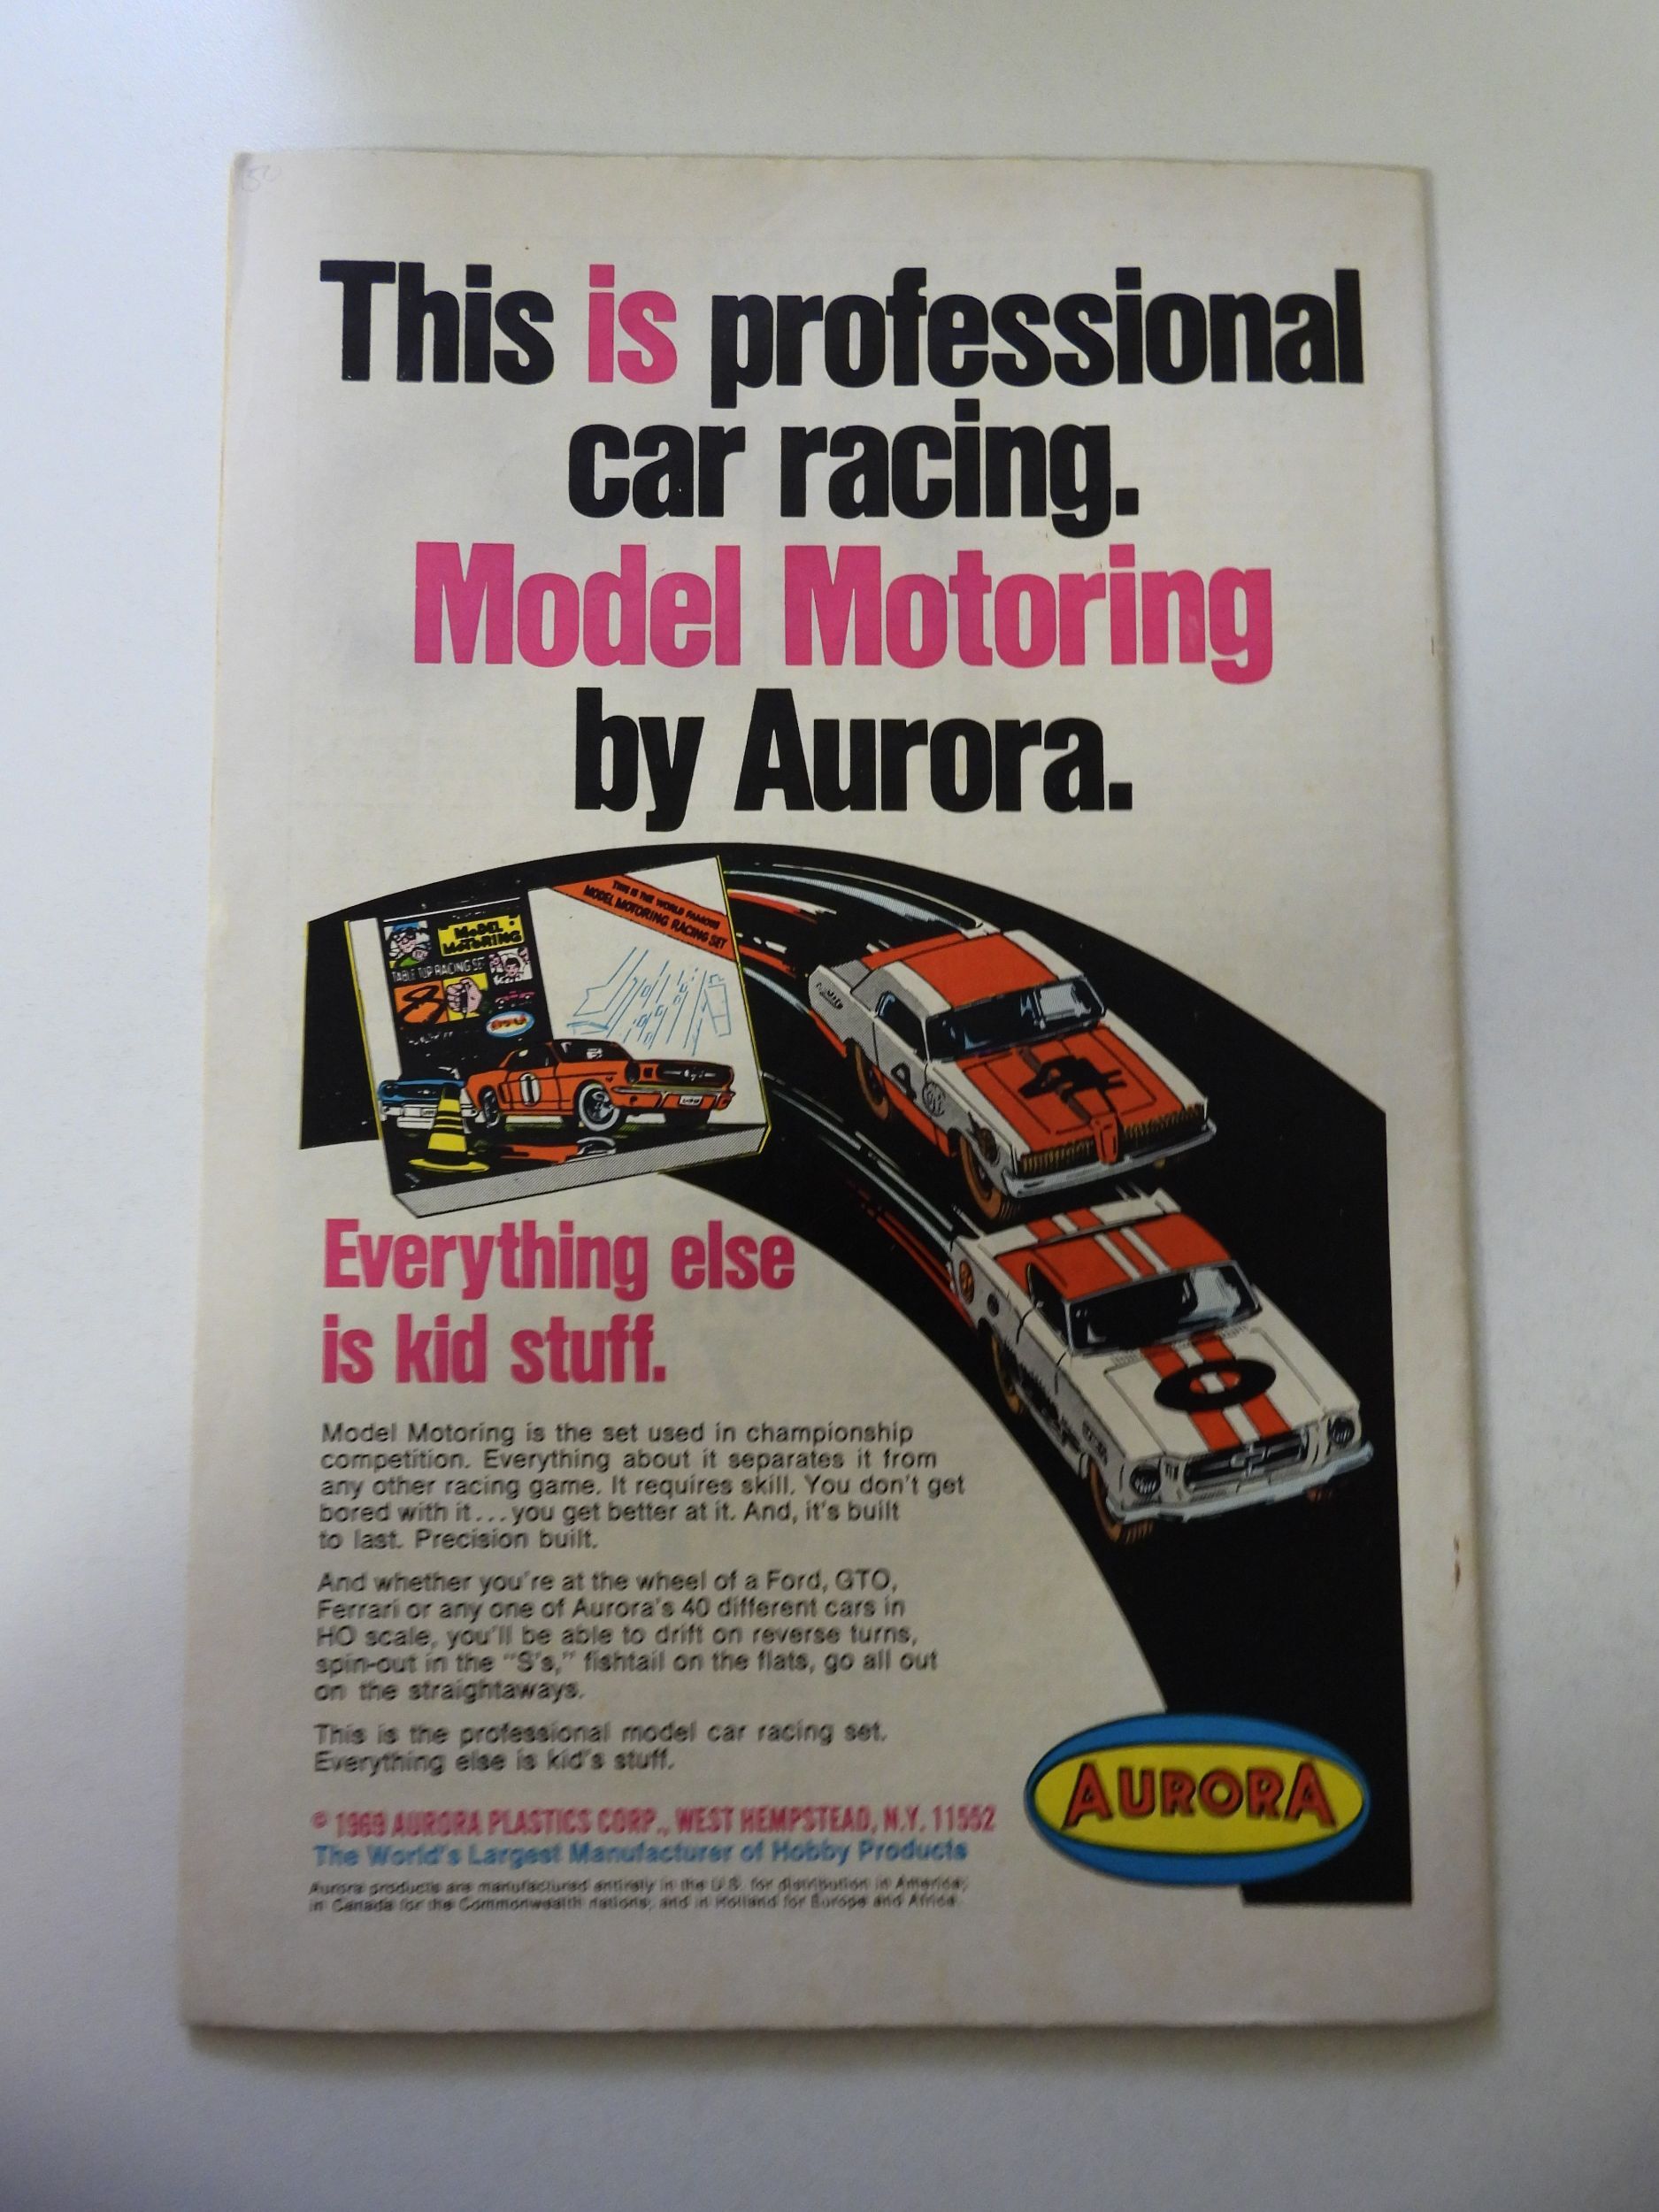 This is professional
car racing.
Model Motoring
by Aurora.
THIS IS THE WORLD FAMOUS
MODEL MOTORING RACING SET
MODEL
MOTORING
TABLE TOP RACING SET
1
4
Everything else
is kid stuff.
Model Motoring is the set used in championship
competition. Everything about it separates it from
any other racing game. It requires skill. You don't get
bored with it...you get better at it. And, it's built
to last. Precision built.
And whether you're at the wheel of a Ford, GTO,
Ferrari or any one of Aurora's 40 different cars in
HO scale, you'll be able to drift on reverse turns,
spin-out in the "S's," fishtail on the flats, go all out
on the straightaways.
This is the professional model car racing set.
Everything else is kid's stuff.
© 1969 AURORA PLASTICS CORP., WEST HEMPSTEAD, N.Y. 11552
The World's Largest Manufacturer of Hobby Products
Aurora products are manufactured entirely in the U.S. for distribution in America;
in Canada for the Commonwealth nations; and in Holland for Europe and Africa.
AURORA